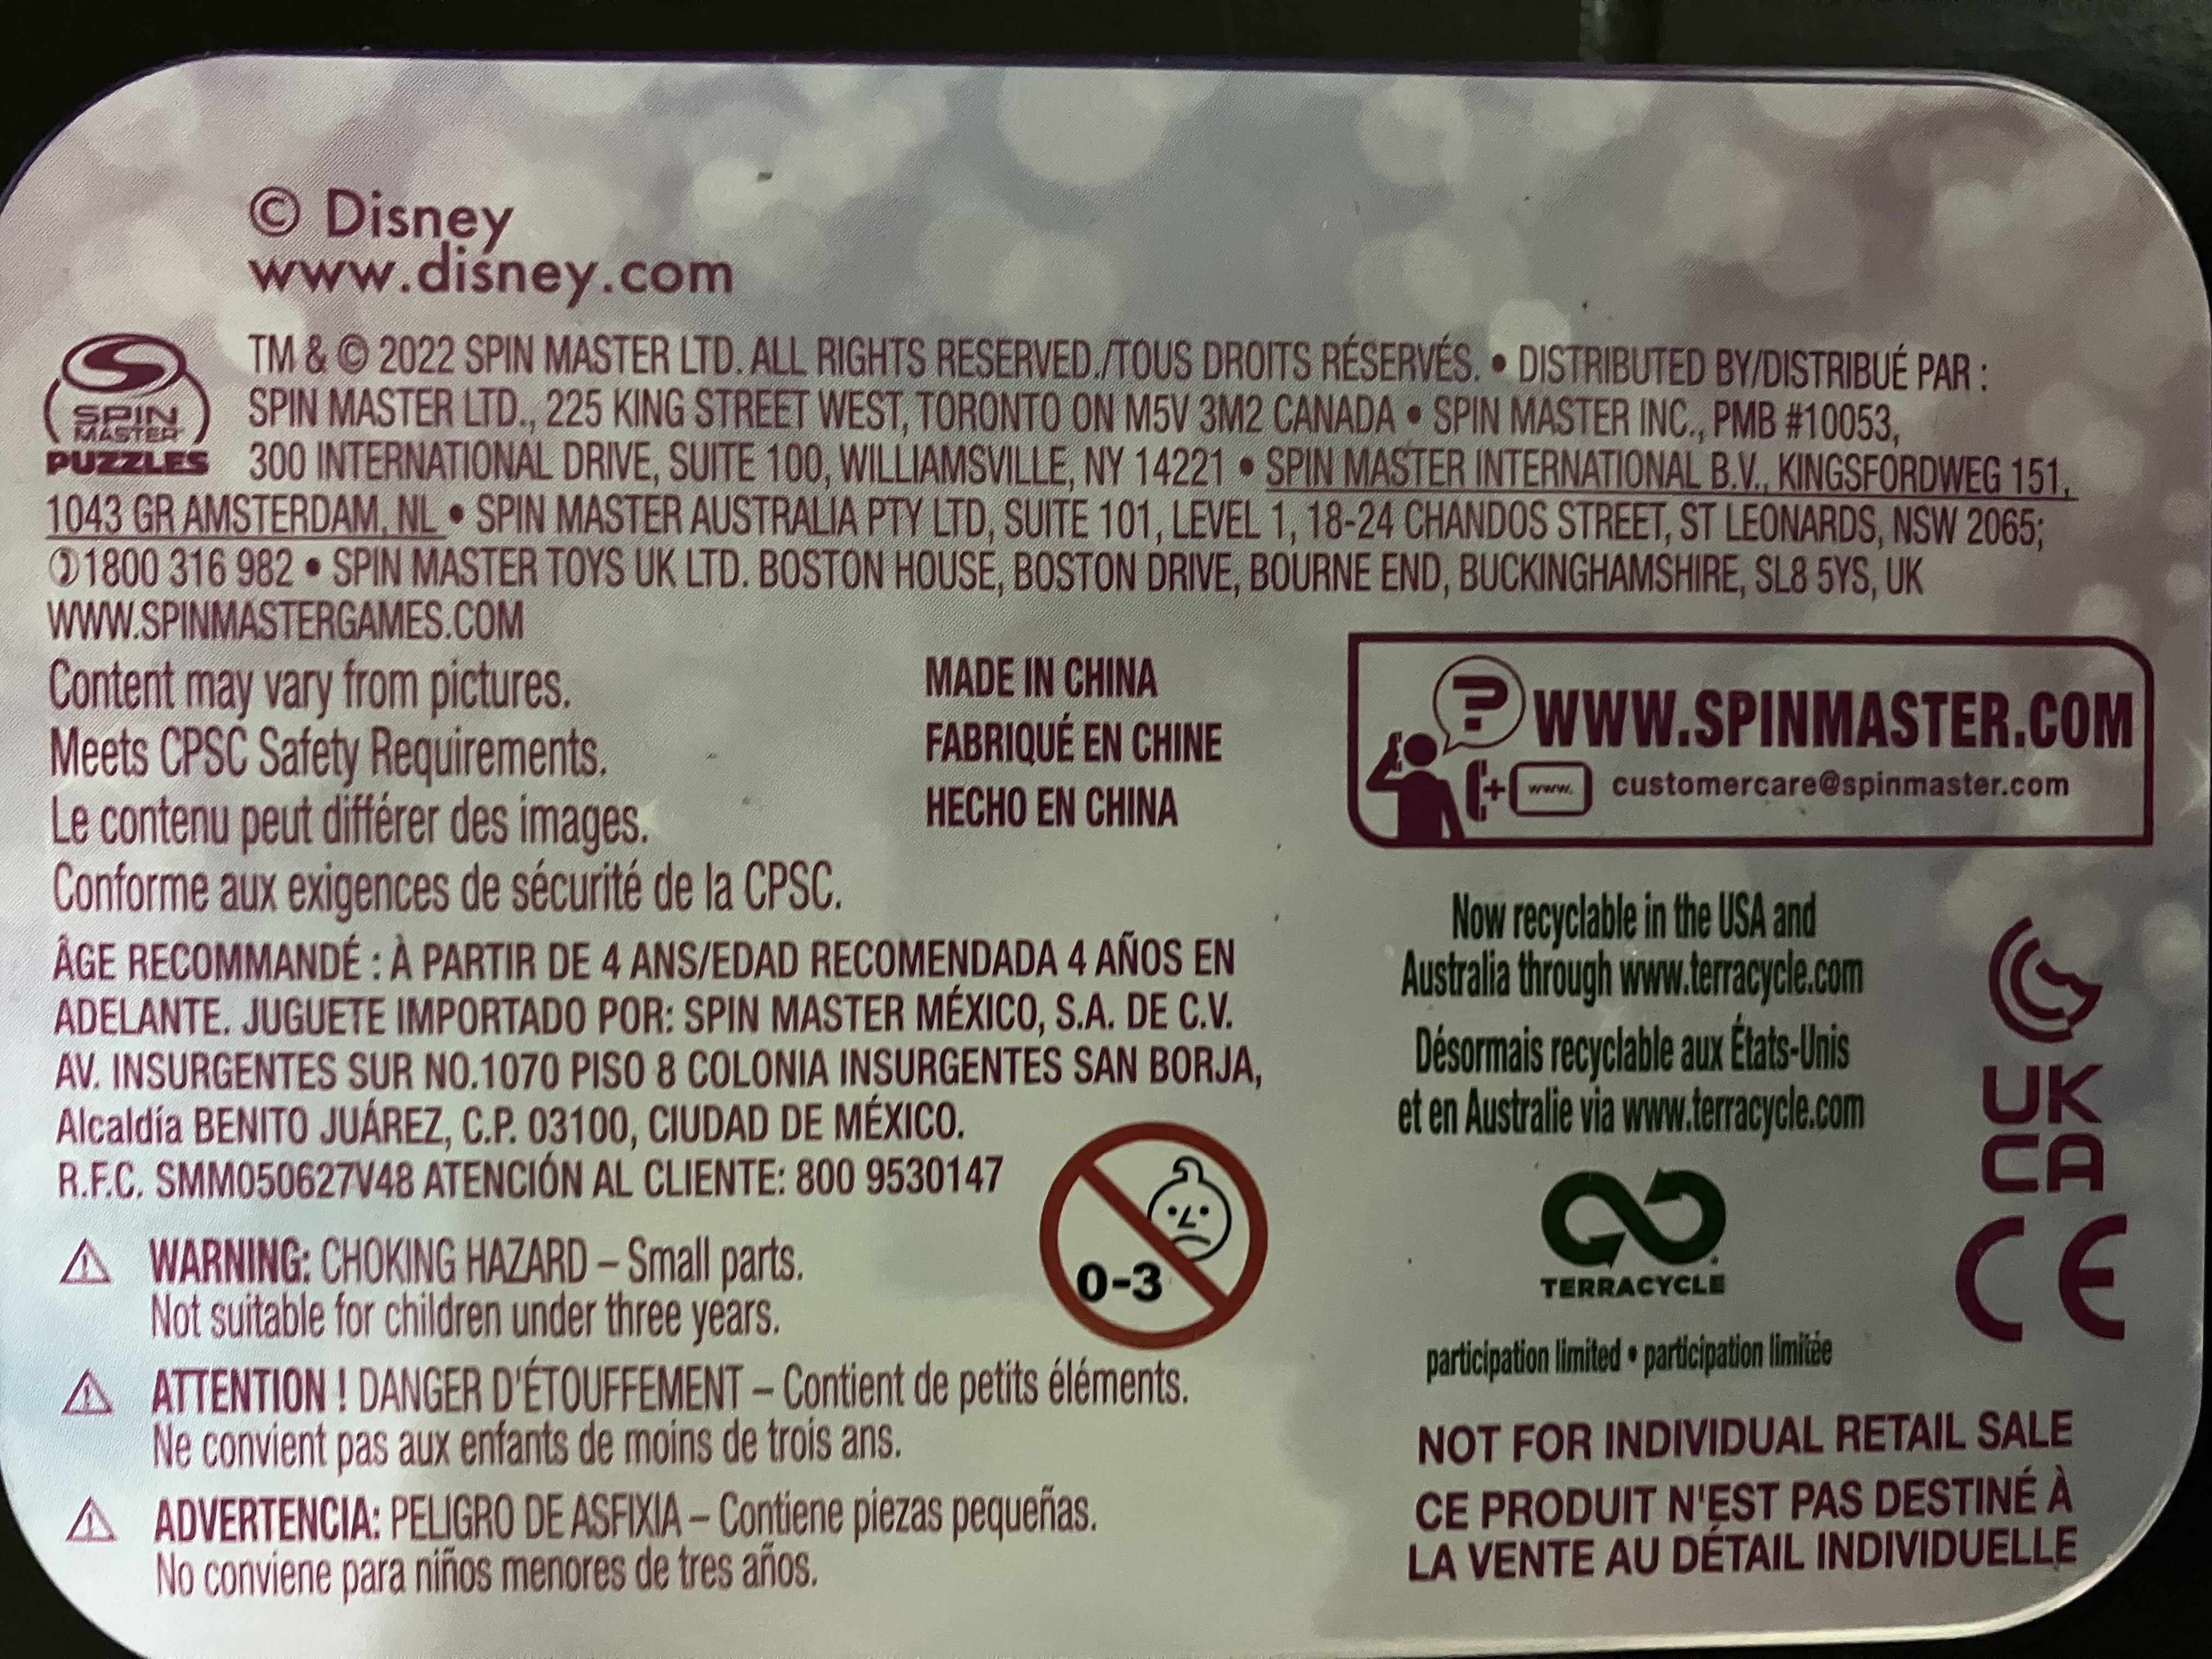 © Disney
www.disney.com
SPIN
MASTER
PUZZLES
TM & © 2022 SPIN MASTER LTD. ALL RIGHTS RESERVED./TOUS DROITS RÉSERVÉS. • DISTRIBUTED BY/DISTRIBUÉ PAR :
SPIN MASTER LTD., 225 KING STREET WEST, TORONTO ON M5V 3M2 CANADA • SPIN MASTER INC., PMB #10053,
300 INTERNATIONAL DRIVE, SUITE 100, WILLIAMSVILLE, NY 14221 • SPIN MASTER INTERNATIONAL B.V., KINGSFORDWEG 151,
1043 GR AMSTERDAM, NL • SPIN MASTER AUSTRALIA PTY LTD, SUITE 101, LEVEL 1, 18-24 CHANDOS STREET, ST LEONARDS, NSW 2065;
✆1800 316 982 • SPIN MASTER TOYS UK LTD. BOSTON HOUSE, BOSTON DRIVE, BOURNE END, BUCKINGHAMSHIRE, SL8 5YS, UK
WWW.SPINMASTERGAMES.COM
Content may vary from pictures.
Meets CPSC Safety Requirements.
Le contenu peut différer des images.
Conforme aux exigences de sécurité de la CPSC.
MADE IN CHINA
FABRIQUÉ EN CHINE
HECHO EN CHINA
? WWW.SPINMASTER.COM
+ www. customercare@spinmaster.com
ÂGE RECOMMANDÉ : À PARTIR DE 4 ANS/EDAD RECOMENDADA 4 AÑOS EN
ADELANTE. JUGUETE IMPORTADO POR: SPIN MASTER MÉXICO, S.A. DE C.V.
AV. INSURGENTES SUR NO.1070 PISO 8 COLONIA INSURGENTES SAN BORJA,
Alcaldía BENITO JUÁREZ, C.P. 03100, CIUDAD DE MÉXICO.
R.F.C. SMM050627V48 ATENCIÓN AL CLIENTE: 800 9530147
⚠ WARNING: CHOKING HAZARD – Small parts.
Not suitable for children under three years.
0-3
⚠ ATTENTION ! DANGER D'ÉTOUFFEMENT – Contient de petits éléments.
Ne convient pas aux enfants de moins de trois ans.
⚠ ADVERTENCIA: PELIGRO DE ASFIXIA – Contiene piezas pequeñas.
No conviene para niños menores de tres años.
Now recyclable in the USA and
Australia through www.terracycle.com
Désormais recyclable aux États-Unis
et en Australie via www.terracycle.com
TERRACYCLE
participation limited • participation limitée
UK
CA
CE
NOT FOR INDIVIDUAL RETAIL SALE
CE PRODUIT N'EST PAS DESTINÉ À
LA VENTE AU DÉTAIL INDIVIDUELLE